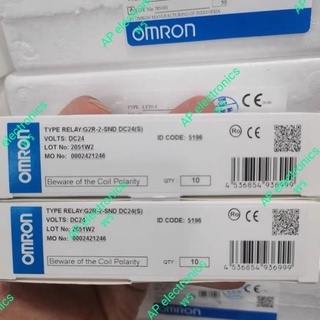 OMRON
AP electronics
TYPE RELAY:G2R-2-SND DC24(S)
VOLTS: DC24
LOT No: 2051W2
MO No: 0002421246
ID CODE: 5196
OMRON
Beware of the Coil Polarity
QTY
10
4 536854 936999
TYPE RELAY:G2R-2-SND DC24(S)
VOLTS: DC24
LOT No: 2051W2
MO No: 0002421246
ID CODE: 5196
OMRON
Beware of the Coil Polarity
QTY
10
4 536854 936999